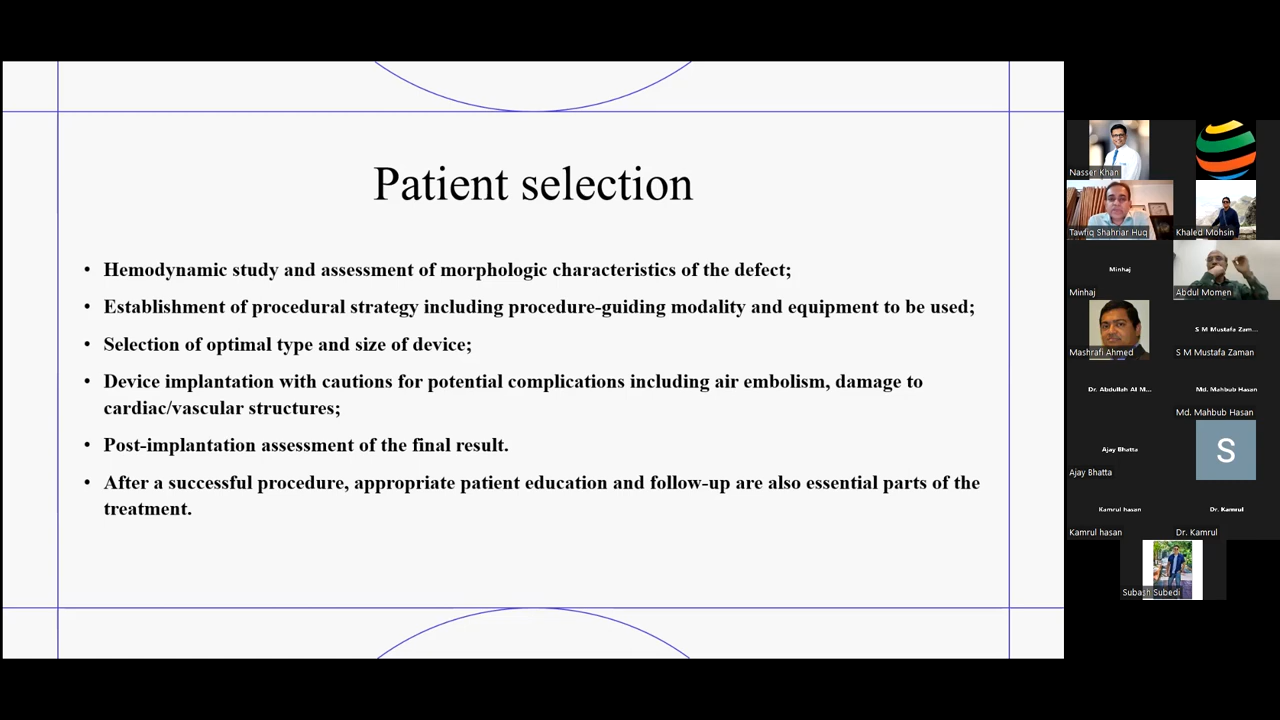 Patient selection
• Hemodynamic study and assessment of morphologic characteristics of the defect;
• Establishment of procedural strategy including procedure-guiding modality and equipment to be used;
• Selection of optimal type and size of device;
• Device implantation with cautions for potential complications including air embolism, damage to
cardiac/vascular structures;
• Post-implantation assessment of the final result.
• After a successful procedure, appropriate patient education and follow-up are also essential parts of the
treatment.
Nasser Khan
Tawfiq Shahriar Huq
Khaled Mohsin
Minhaj
Minhaj
Abdul Momen
Mashrafi Ahmed
S M Mustafa Zam...
S M Mustafa Zaman
Dr. Abdullah Al M...
Md. Mahbub Hasan
Md. Mahbub Hasan
Ajay Bhatta
Ajay Bhatta
S
Kamrul hasan
Kamrul hasan
Dr. Kamrul
Dr. Kamrul
Subash Subedi